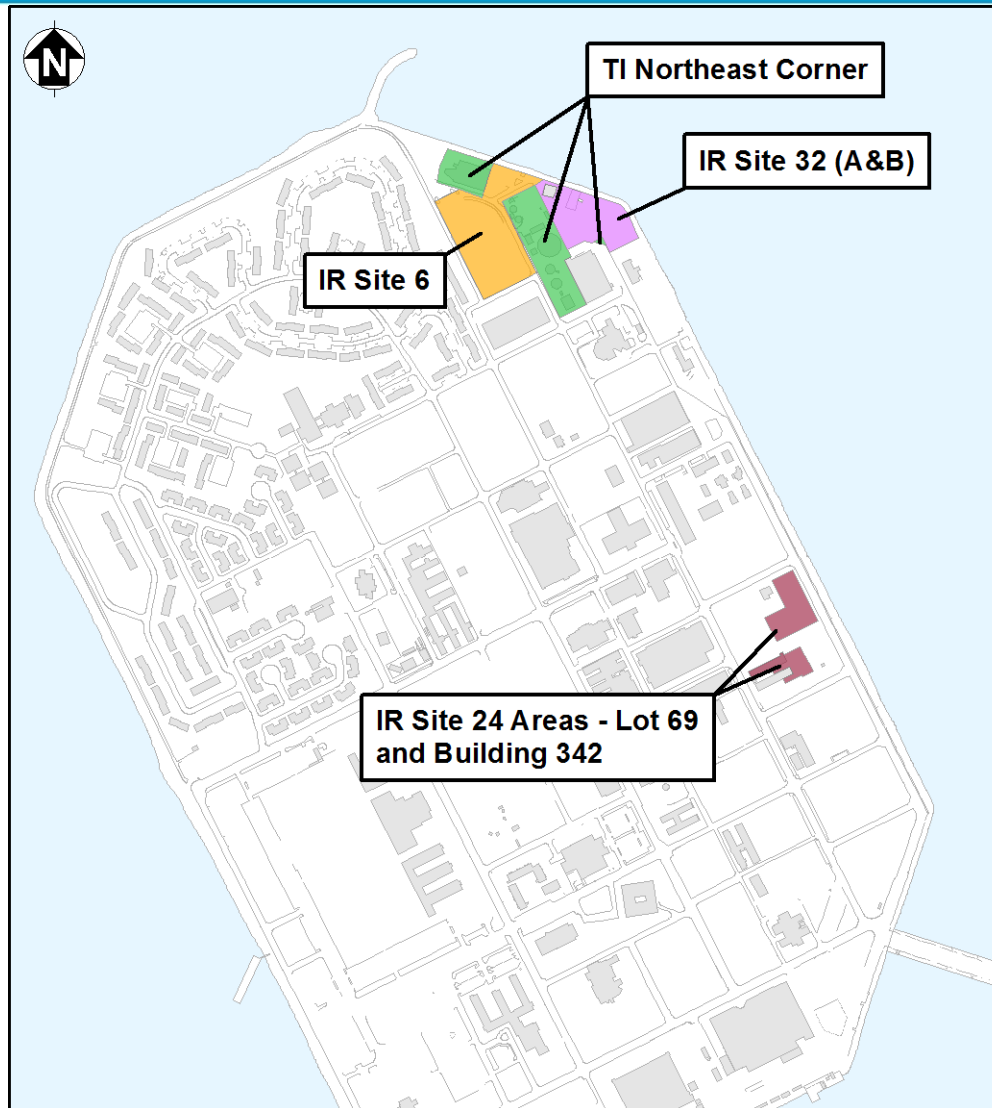 N
TI Northeast Corner
IR Site 32 (A&B)
IR Site 6
IR Site 24 Areas - Lot 69
and Building 342